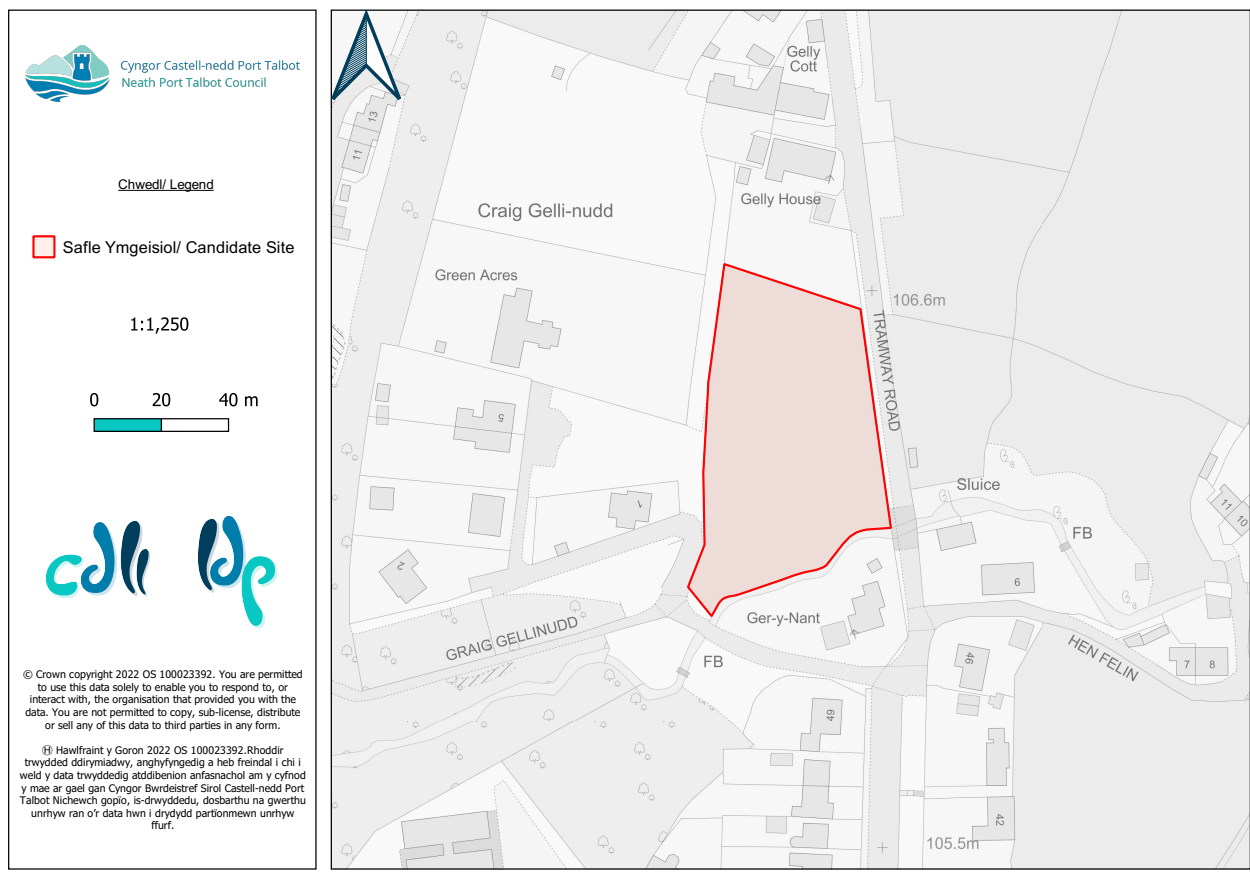 Cyngor Castell-nedd Port Talbot
Neath Port Talbot Council
Chwedl/ Legend
Safle Ymgeisiol/ Candidate Site
1:1,250
0 20 40 m
cdll ldp
© Crown copyright 2022 OS 100023392. You are permitted
to use this data solely to enable you to respond to, or
interact with, the organisation that provided you with the
data. You are not permitted to copy, sub-license, distribute
or sell any of this data to third parties in any form.
Ⓗ Hawlfraint y Goron 2022 OS 100023392.Rhoddir
trwydded ddirymiadwy, anghyfyngedig a heb freindal i chi i
weld y data trwyddedig atddibenion anfasnachol am y cyfnod
y mae ar gael gan Cyngor Bwrdeistref Sirol Castell-nedd Port
Talbot Nichewch gopïo, is-drwyddedu, dosbarthu na gwerthu
unrhyw ran o'r data hwn i drydydd partïonmewn unrhyw
ffurf.
Gelly
Cott
13
11
Gelly House
Craig Gelli-nudd
Green Acres
106.6m
TRAMWAY ROAD
5
1
2
Sluice
FB
11
10
6
Ger-y-Nant
GRAIG GELLINUDD
FB
HEN FELIN
7
8
46
49
42
105.5m